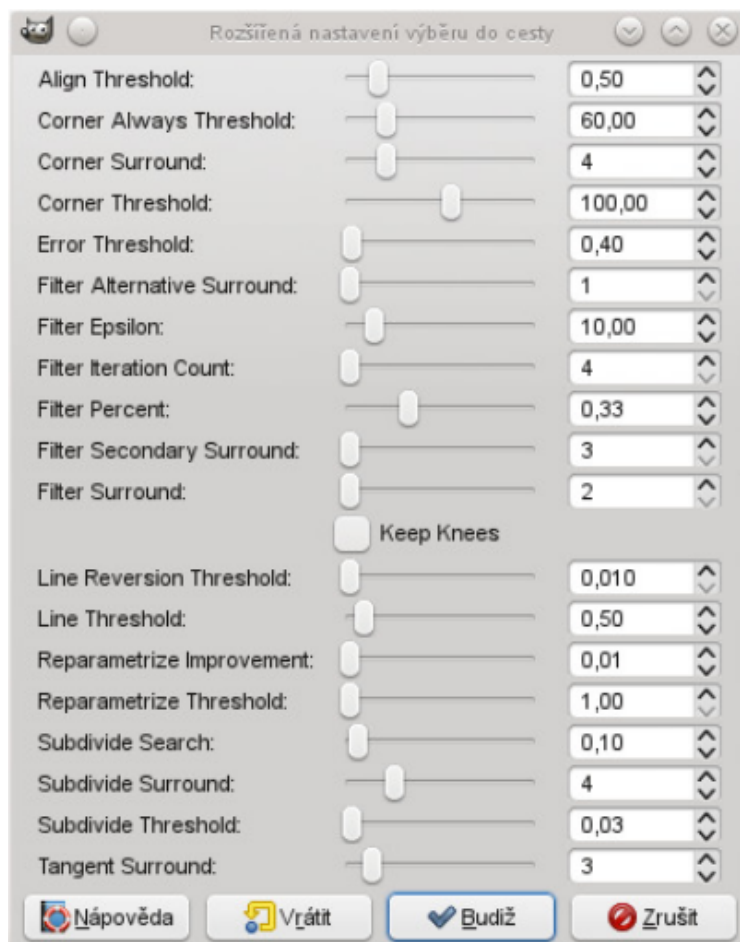 Rozšířená nastavení výběru do cesty
Align Threshold: 0,50
Corner Always Threshold: 60,00
Corner Surround: 4
Corner Threshold: 100,00
Error Threshold: 0,40
Filter Alternative Surround: 1
Filter Epsilon: 10,00
Filter Iteration Count: 4
Filter Percent: 0,33
Filter Secondary Surround: 3
Filter Surround: 2
Keep Knees
Line Reversion Threshold: 0,010
Line Threshold: 0,50
Reparametrize Improvement: 0,01
Reparametrize Threshold: 1,00
Subdivide Search: 0,10
Subdivide Surround: 4
Subdivide Threshold: 0,03
Tangent Surround: 3
Nápověda Vrátit Budiž Zrušit